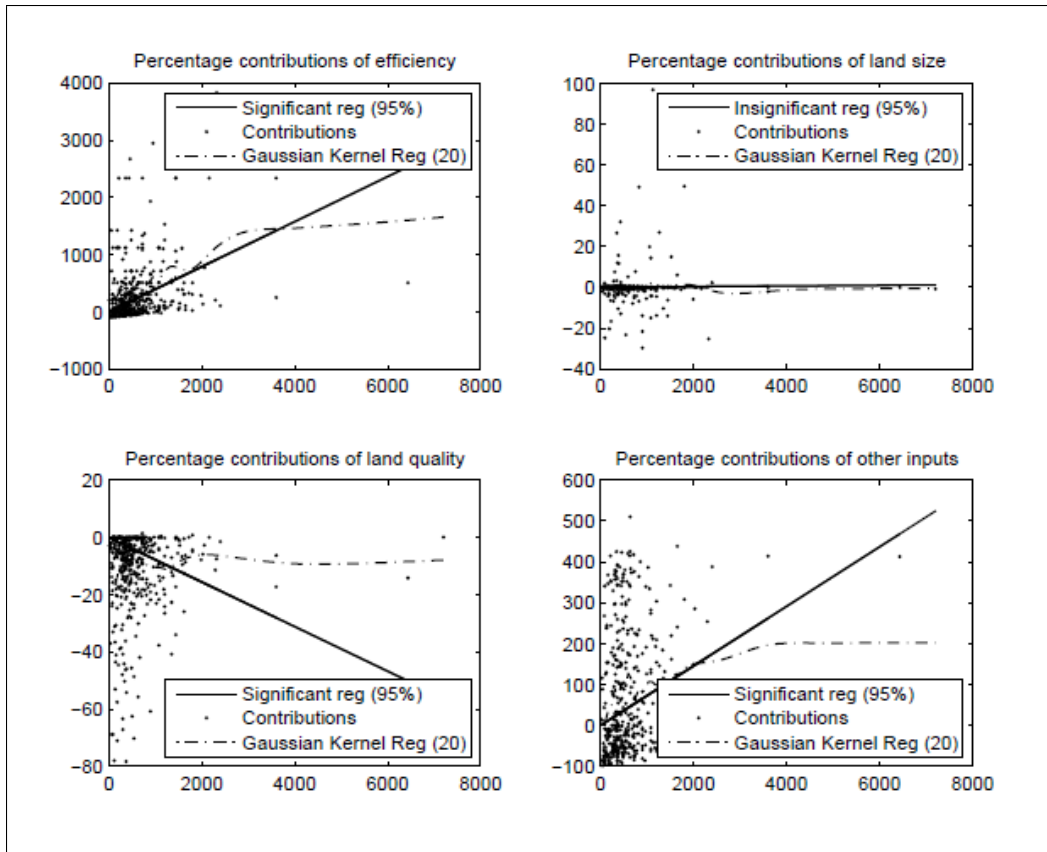 Percentage contributions of efficiency
4000
3000
2000
1000
0
−1000
0 2000 4000 6000 8000
Significant reg (95%)
Contributions
Gaussian Kernel Reg (20)
Percentage contributions of land size
100
80
60
40
20
0
−20
−40
0 2000 4000 6000 8000
Insignificant reg (95%)
Contributions
Gaussian Kernel Reg (20)
Percentage contributions of land quality
20
0
−20
−40
−60
−80
0 2000 4000 6000 8000
Significant reg (95%)
Contributions
Gaussian Kernel Reg (20)
Percentage contributions of other inputs
600
500
400
300
200
100
0
−100
0 2000 4000 6000 8000
Significant reg (95%)
Contributions
Gaussian Kernel Reg (20)